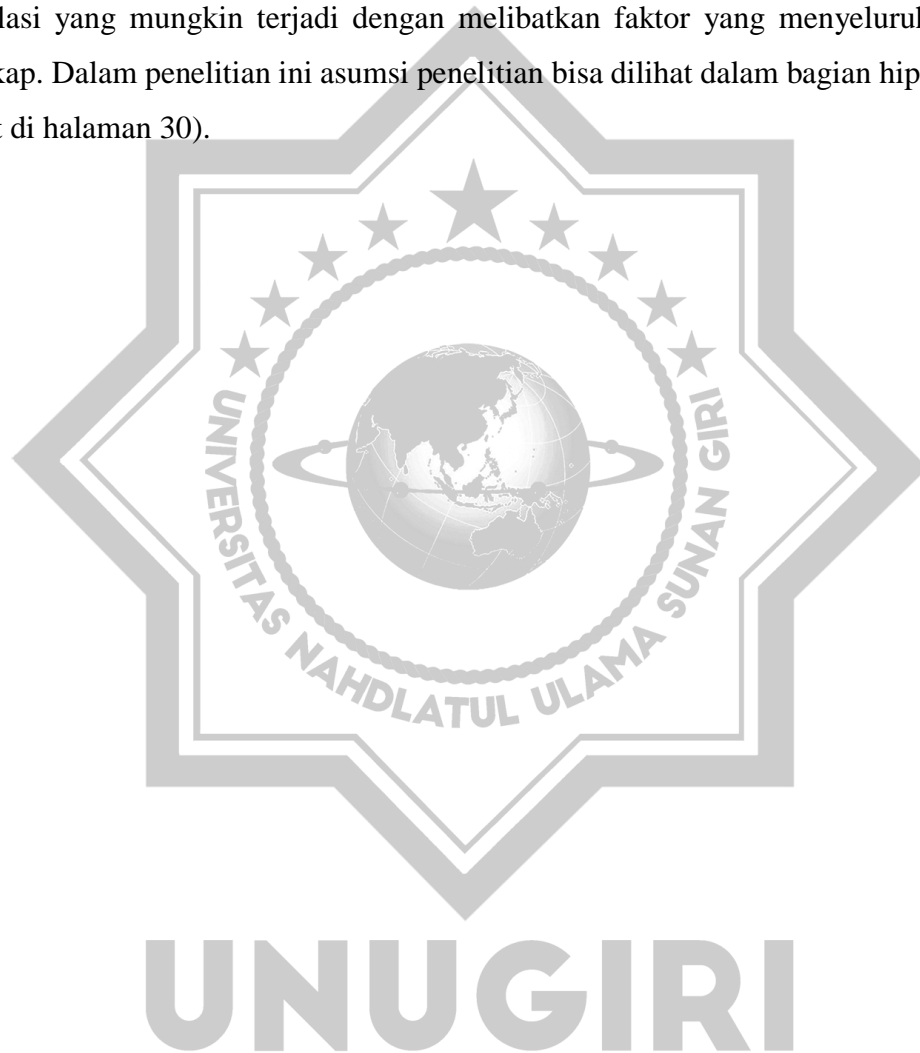 lasi yang mungkin terjadi dengan melibatkan faktor yang menyeluruh
kap. Dalam penelitian ini asumsi penelitian bisa dilihat dalam bagian hip
di halaman 30).
UNIVERSITAS NAHDLATUL ULAMA SUNAN GIRI
UNUGIRI